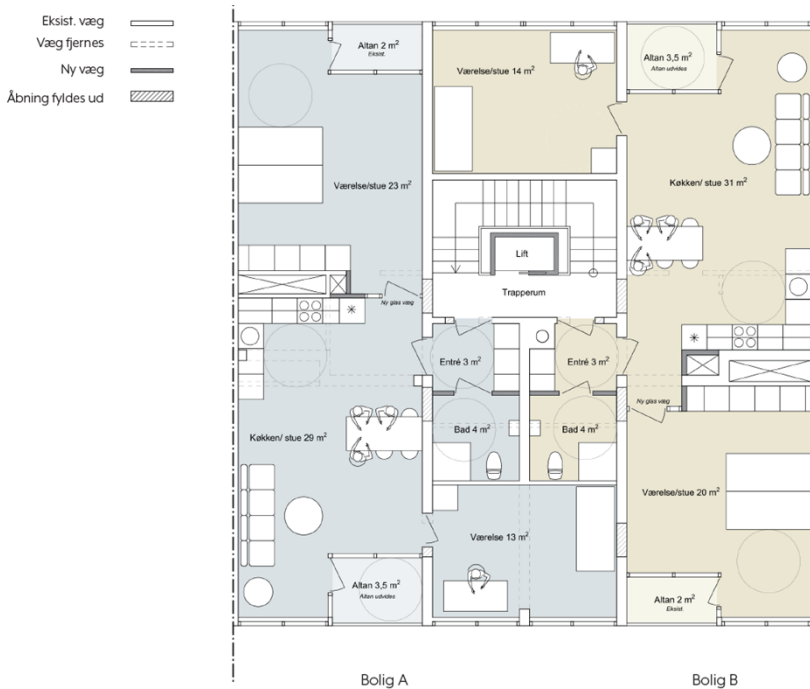 Eksist. væg
Væg fjernes
Ny væg
Åbning fyldes ud
Altan 2 m²
Eksist.
Værelse/stue 14 m²
Altan 3,5 m²
Altan udvides
Værelse/stue 23 m²
Køkken/ stue 31 m²
Lift
Trapperum
Ny glas væg
Entré 3 m²
Entré 3 m²
Ny glas væg
Bad 4 m²
Bad 4 m²
Køkken/ stue 29 m²
Værelse/stue 20 m²
Værelse 13 m²
Altan 3,5 m²
Altan udvides
Altan 2 m²
Eksist.
Bolig A
Bolig B